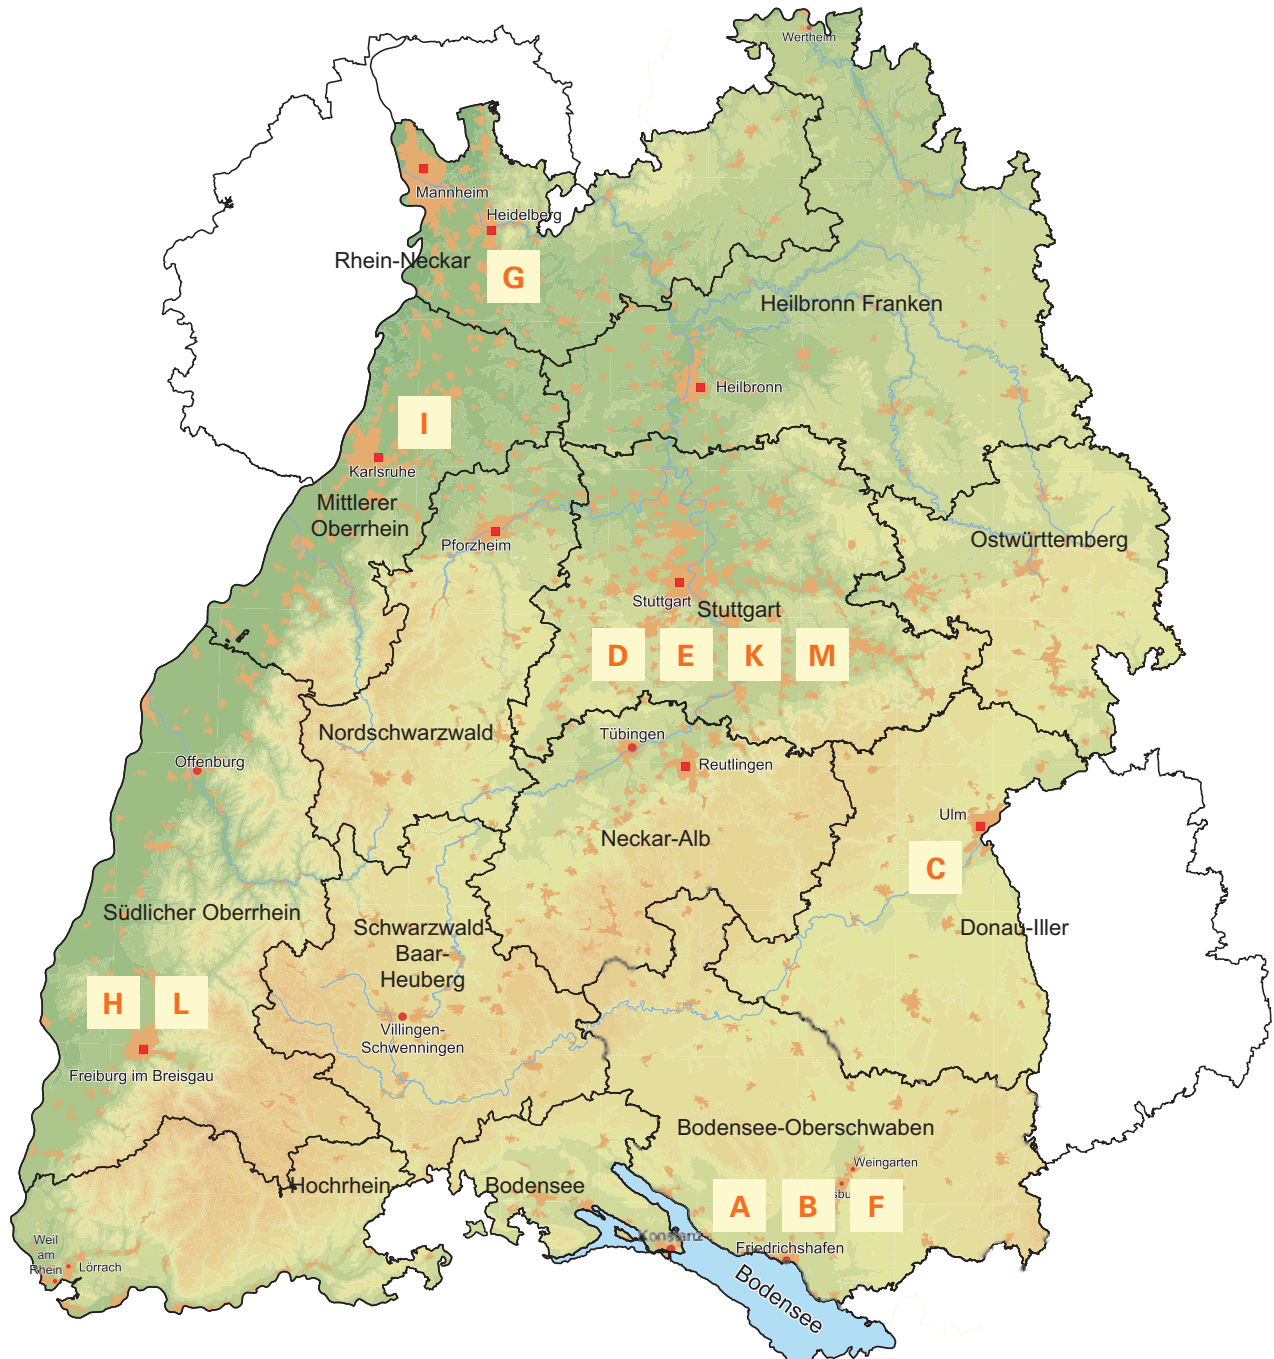 Wertheim
Mannheim
Heidelberg
Rhein-Neckar
G
Heilbronn Franken
Heilbronn
I
Karlsruhe
Mittlerer
Oberrhein
Pforzheim
Ostwürttemberg
Stuttgart
Stuttgart
D E K M
Nordschwarzwald
Tübingen
Reutlingen
Offenburg
Ulm
Neckar-Alb
C
Südlicher Oberrhein
Schwarzwald-
Baar-
Heuberg
Donau-Iller
H L
Villingen-
Schwenningen
Freiburg im Breisgau
Bodensee-Oberschwaben
Weingarten
Hochrhein
Bodensee
A B F
Konstanz
Friedrichshafen
Weil
am
Rhein
Lörrach
Bodensee